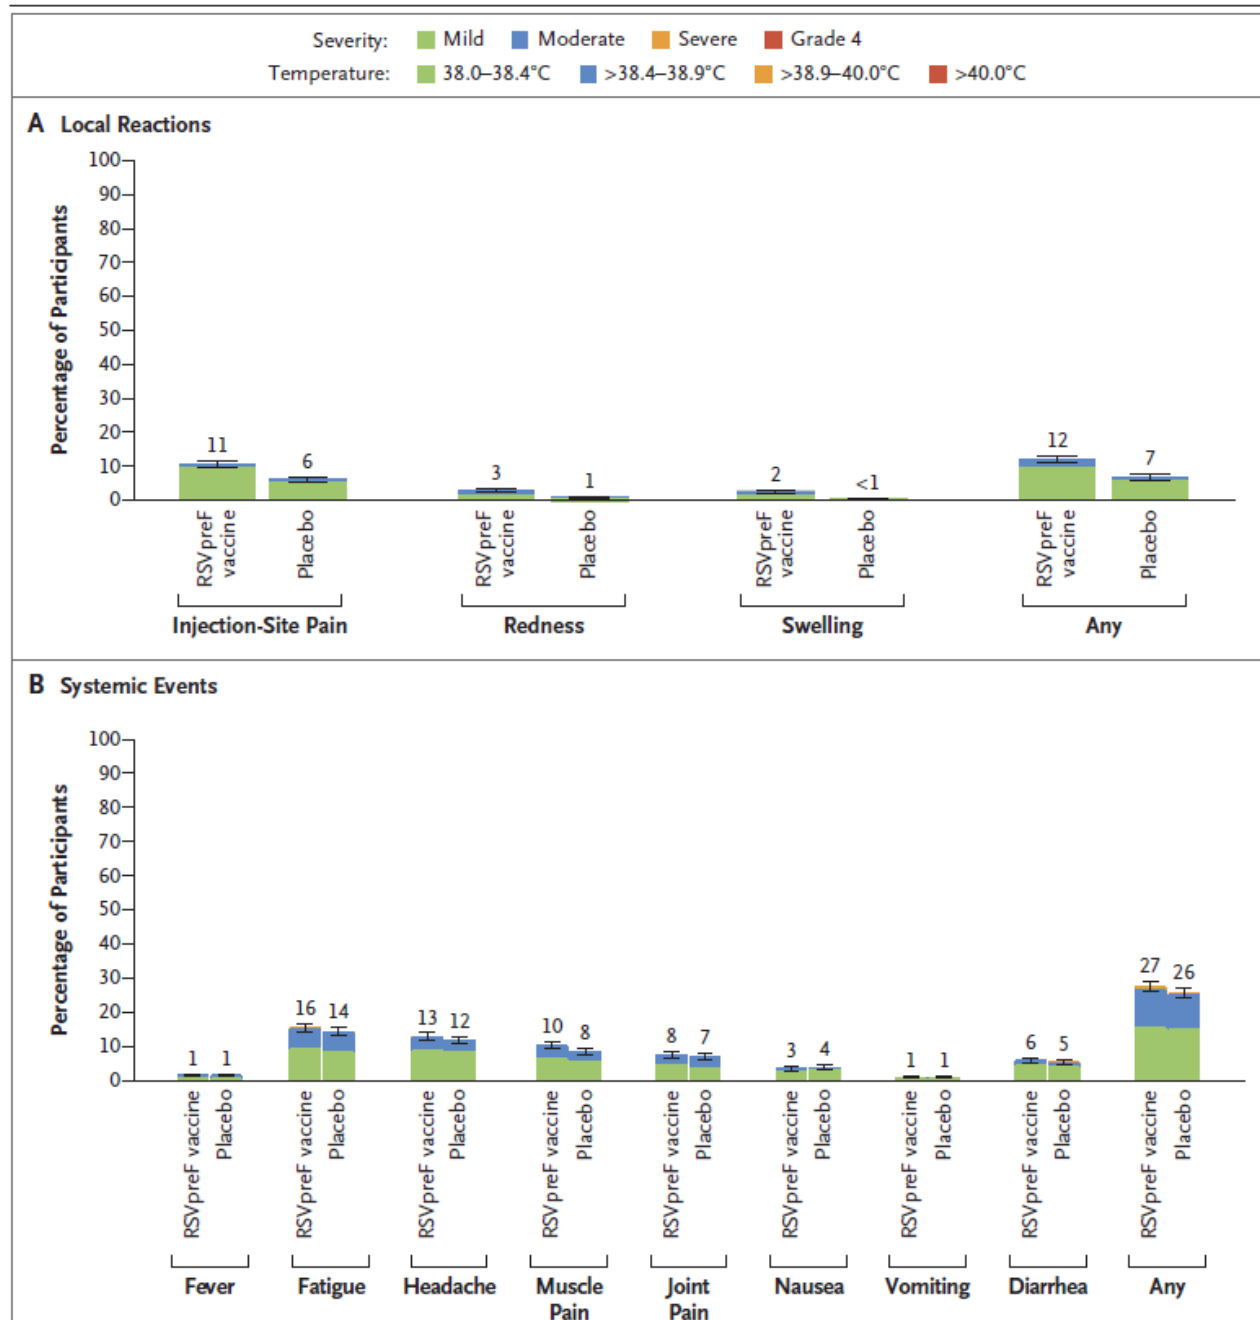 Severity: Mild Moderate Severe Grade 4
Temperature: 38.0–38.4°C >38.4–38.9°C >38.9–40.0°C >40.0°C
A Local Reactions
Percentage of Participants
100
90
80
70
60
50
40
30
20
10
0
11
6
3
1
2
<1
12
7
RSVpreF vaccine
Placebo
RSVpreF vaccine
Placebo
RSVpreF vaccine
Placebo
RSVpreF vaccine
Placebo
Injection-Site Pain
Redness
Swelling
Any
B Systemic Events
Percentage of Participants
100
90
80
70
60
50
40
30
20
10
0
1
1
16
14
13
12
10
8
8
7
3
4
1
1
6
5
27
26
RSVpreF vaccine
Placebo
RSVpreF vaccine
Placebo
RSVpreF vaccine
Placebo
RSVpreF vaccine
Placebo
RSVpreF vaccine
Placebo
RSVpreF vaccine
Placebo
RSVpreF vaccine
Placebo
RSVpreF vaccine
Placebo
RSVpreF vaccine
Placebo
Fever
Fatigue
Headache
Muscle
Pain
Joint
Pain
Nausea
Vomiting
Diarrhea
Any